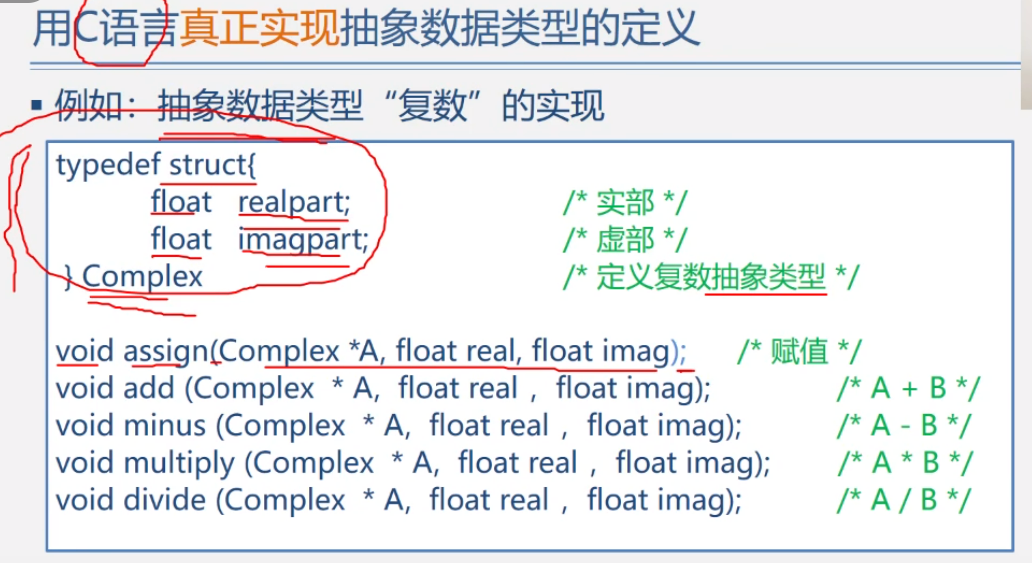 用C语言真正实现抽象数据类型的定义
▪ 例如：抽象数据类型“复数”的实现
typedef struct{
float realpart; /* 实部 */
float imagpart; /* 虚部 */
} Complex /* 定义复数抽象类型 */
void assign(Complex *A, float real, float imag); /* 赋值 */
void add (Complex * A, float real , float imag); /* A + B */
void minus (Complex * A, float real , float imag); /* A - B */
void multiply (Complex * A, float real , float imag); /* A * B */
void divide (Complex * A, float real , float imag); /* A / B */